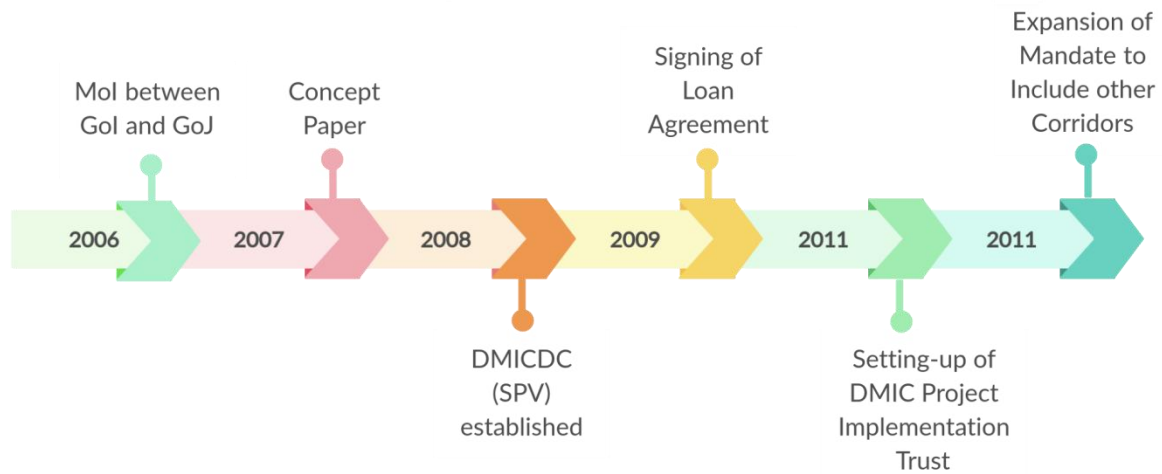 MoI between
GoI and GoJ
Concept
Paper
Signing of
Loan
Agreement
Expansion of
Mandate to
Include other
Corridors
2006
2007
2008
2009
2011
2011
DMICDC
(SPV)
established
Setting-up of
DMIC Project
Implementation
Trust